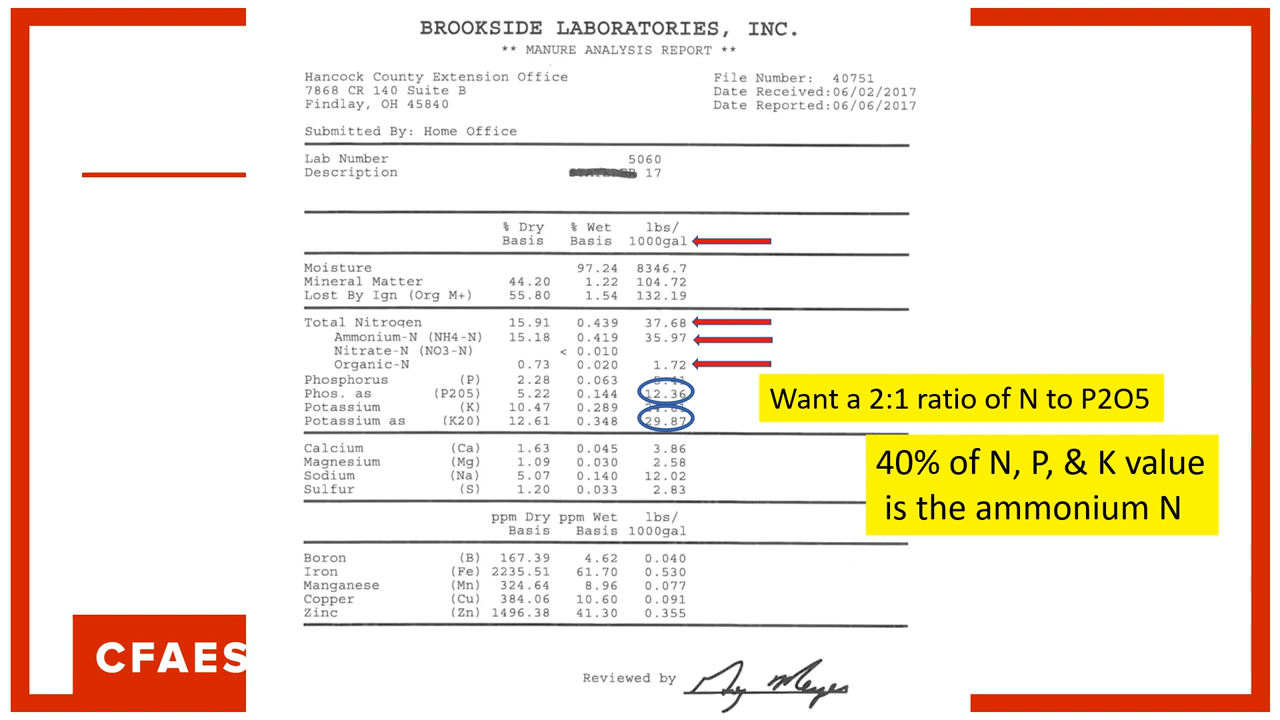 BROOKSIDE LABORATORIES, INC.
** MANURE ANALYSIS REPORT **
Hancock County Extension Office File Number: 40751
7868 CR 140 Suite B Date Received:06/02/2017
Findlay, OH 45840 Date Reported:06/06/2017
Submitted By: Home Office
Lab Number 5060
Description 17
% Dry % Wet lbs/
Basis Basis 1000gal
Moisture 97.24 8346.7
Mineral Matter 44.20 1.22 104.72
Lost By Ign (Org M+) 55.80 1.54 132.19
Total Nitrogen 15.91 0.439 37.68
Ammonium-N (NH4-N) 15.18 0.419 35.97
Nitrate-N (NO3-N) < 0.010
Organic-N 0.73 0.020 1.72
Phosphorus (P) 2.28 0.063
Phos. as (P205) 5.22 0.144 12.36
Want a 2:1 ratio of N to P2O5
Potassium (K) 10.47 0.289
Potassium as (K20) 12.61 0.348 29.87
Calcium (Ca) 1.63 0.045 3.86
Magnesium (Mg) 1.09 0.030 2.58
Sodium (Na) 5.07 0.140 12.02
Sulfur (S) 1.20 0.033 2.83
40% of N, P, & K value
is the ammonium N
ppm Dry ppm Wet lbs/
Basis Basis 1000gal
Boron (B) 167.39 4.62 0.040
Iron (Fe) 2235.51 61.70 0.530
Manganese (Mn) 324.64 8.96 0.077
Copper (Cu) 384.06 10.60 0.091
Zinc (Zn) 1496.38 41.30 0.355
CFAES
Reviewed by